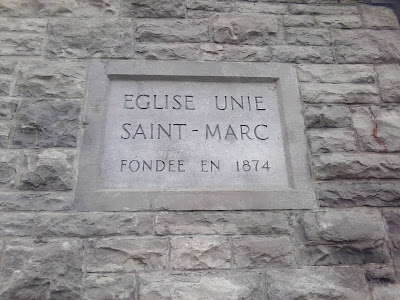 EGLISE UNIE
SAINT-MARC
FONDEE EN 1874